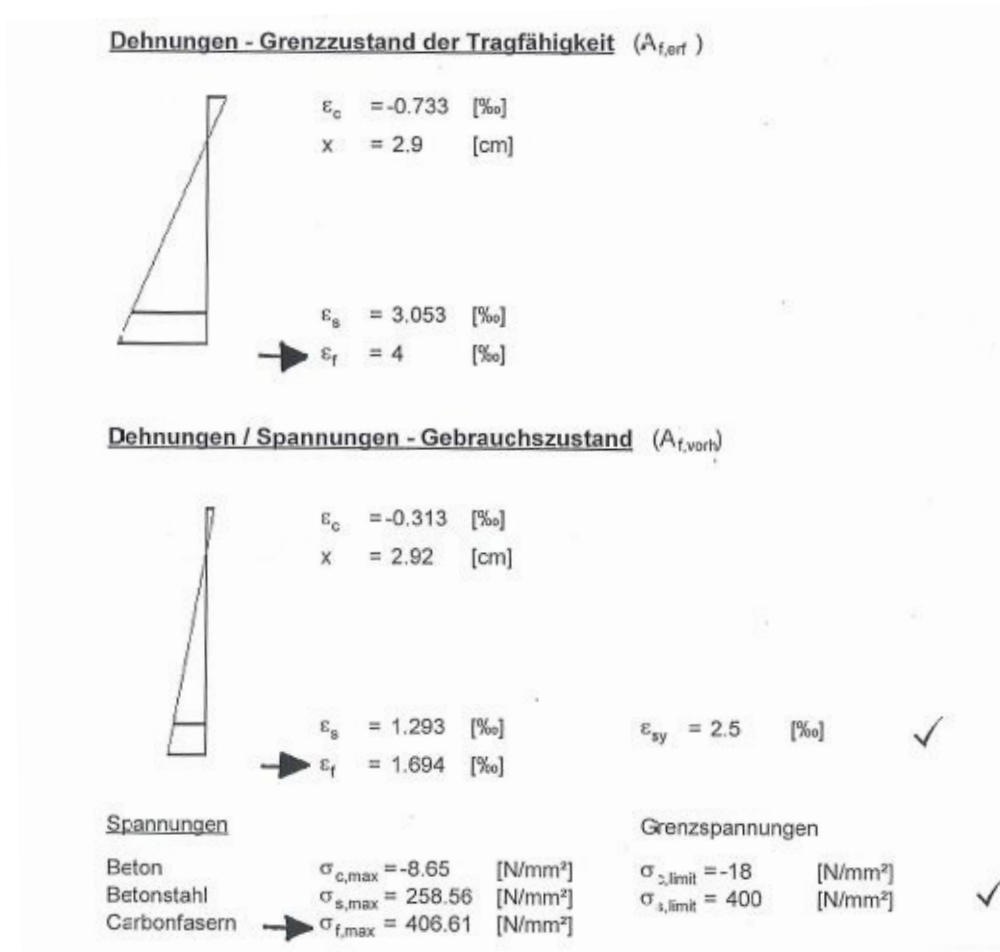 Dehnungen - Grenzzustand der Tragfähigkeit (A_f,erf )
ε_c =-0.733 [‰]
x = 2.9 [cm]
ε_s = 3.053 [‰]
ε_f = 4 [‰]
Dehnungen / Spannungen - Gebrauchszustand (A_f,vorh)
ε_c =-0.313 [‰]
x = 2.92 [cm]
ε_s = 1.293 [‰] ε_sy = 2.5 [‰] ✓
ε_f = 1.694 [‰]
Spannungen Grenzspannungen
Beton σ_c,max =-8.65 [N/mm²] σ_c,limit =-18 [N/mm²]
Betonstahl σ_s,max = 258.56 [N/mm²] σ_s,limit = 400 [N/mm²] ✓
Carbonfasern σ_f,max = 406.61 [N/mm²]